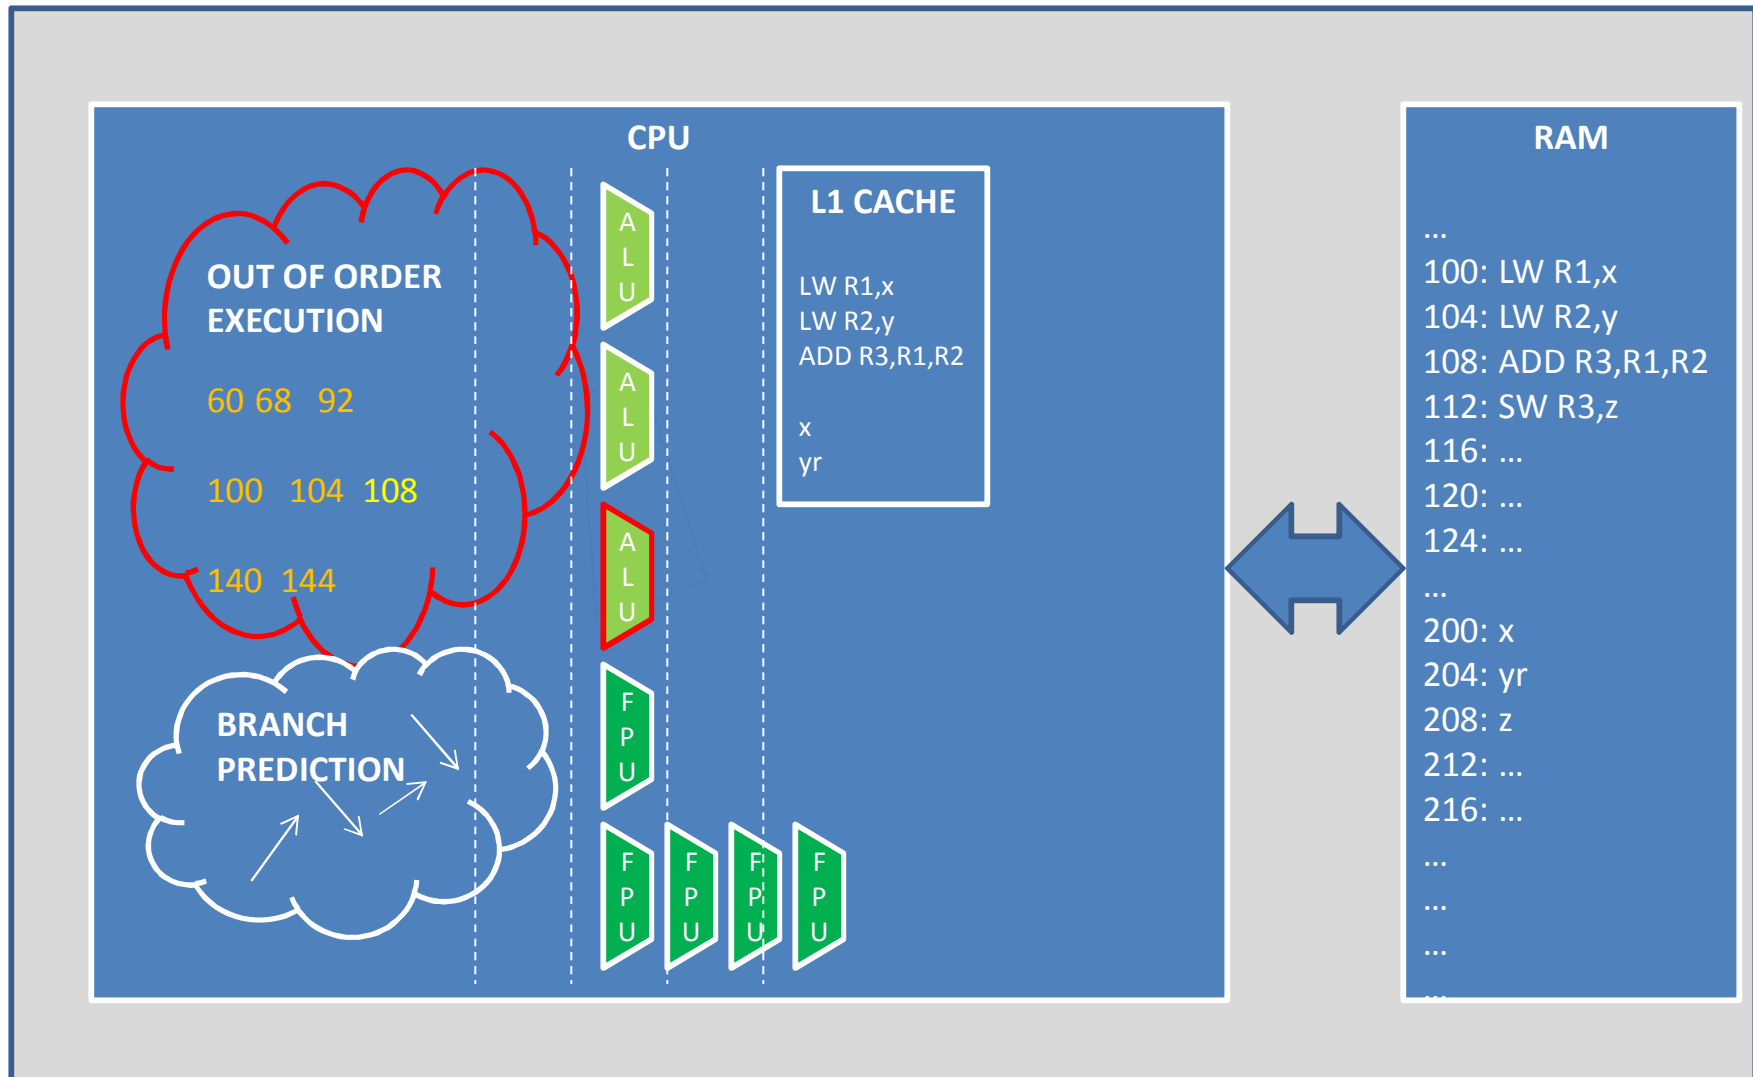 CPU
OUT OF ORDER
EXECUTION
60 68 92
100 104 108
140 144
BRANCH
PREDICTION
A
L
U
A
L
U
A
L
U
F
P
U
F
P
U
F
P
U
F
P
U
F
P
U
L1 CACHE
LW R1,x
LW R2,y
ADD R3,R1,R2
x
yr
RAM
...
100: LW R1,x
104: LW R2,y
108: ADD R3,R1,R2
112: SW R3,z
116: ...
120: ...
124: ...
...
200: x
204: yr
208: z
212: ...
216: ...
...
...
...
...